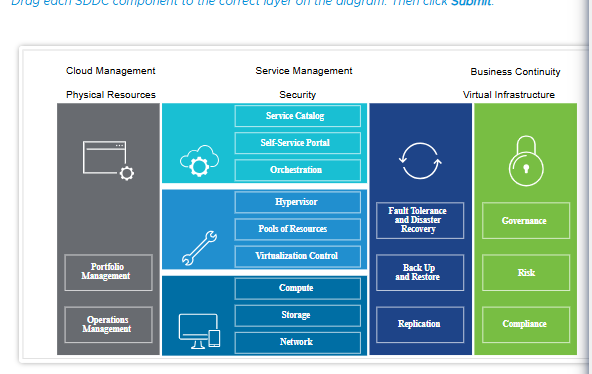 Drag each SDDC component to the correct layer on the diagram. Then click Submit.
Cloud Management
Service Management
Business Continuity
Physical Resources
Security
Virtual Infrastructure
Service Catalog
Self-Service Portal
Orchestration
Hypervisor
Pools of Resources
Virtualization Control
Compute
Storage
Network
Portfolio
Management
Operations
Management
Fault Tolerance
and Disaster
Recovery
Back Up
and Restore
Replication
Governance
Risk
Compliance